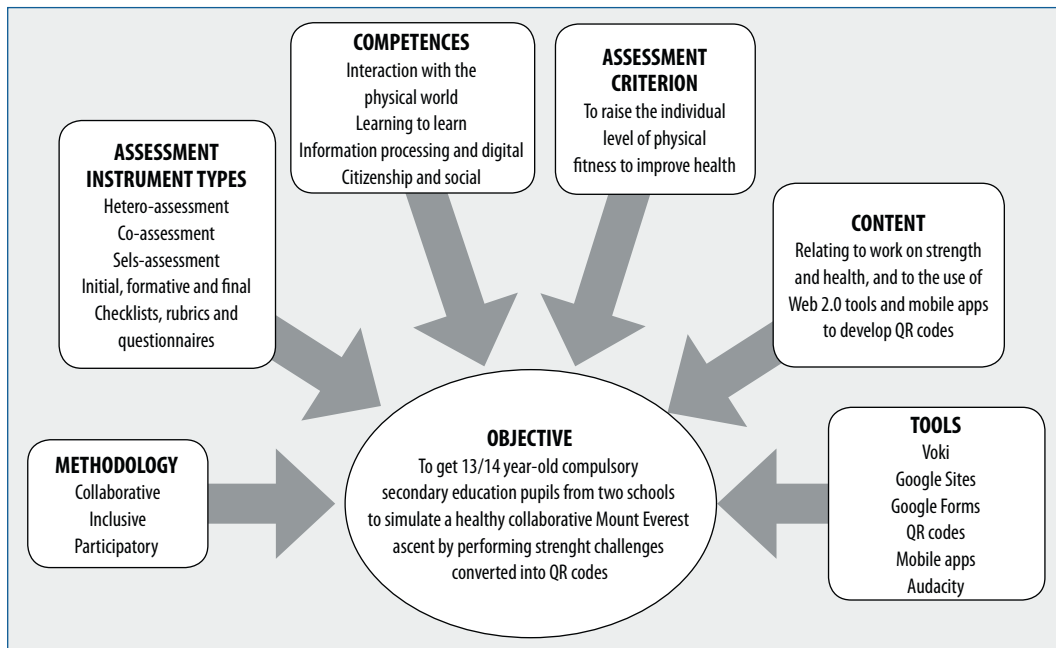 COMPETENCES
Interaction with the
physical world
Learning to learn
Information processing and digital
Citizenship and social
ASSESSMENT
CRITERION
To raise the individual
level of physical
fitness to improve health
ASSESSMENT
INSTRUMENT TYPES
Hetero-assessment
Co-assessment
Sels-assessment
Initial, formative and final
Checklists, rubrics and
questionnaires
CONTENT
Relating to work on strength
and health, and to the use of
Web 2.0 tools and mobile apps
to develop QR codes
METHODOLOGY
Collaborative
Inclusive
Participatory
OBJECTIVE
To get 13/14 year-old compulsory
secondary education pupils from two schools
to simulate a healthy collaborative Mount Everest
ascent by performing strenght challenges
converted into QR codes
TOOLS
Voki
Google Sites
Google Forms
QR codes
Mobile apps
Audacity